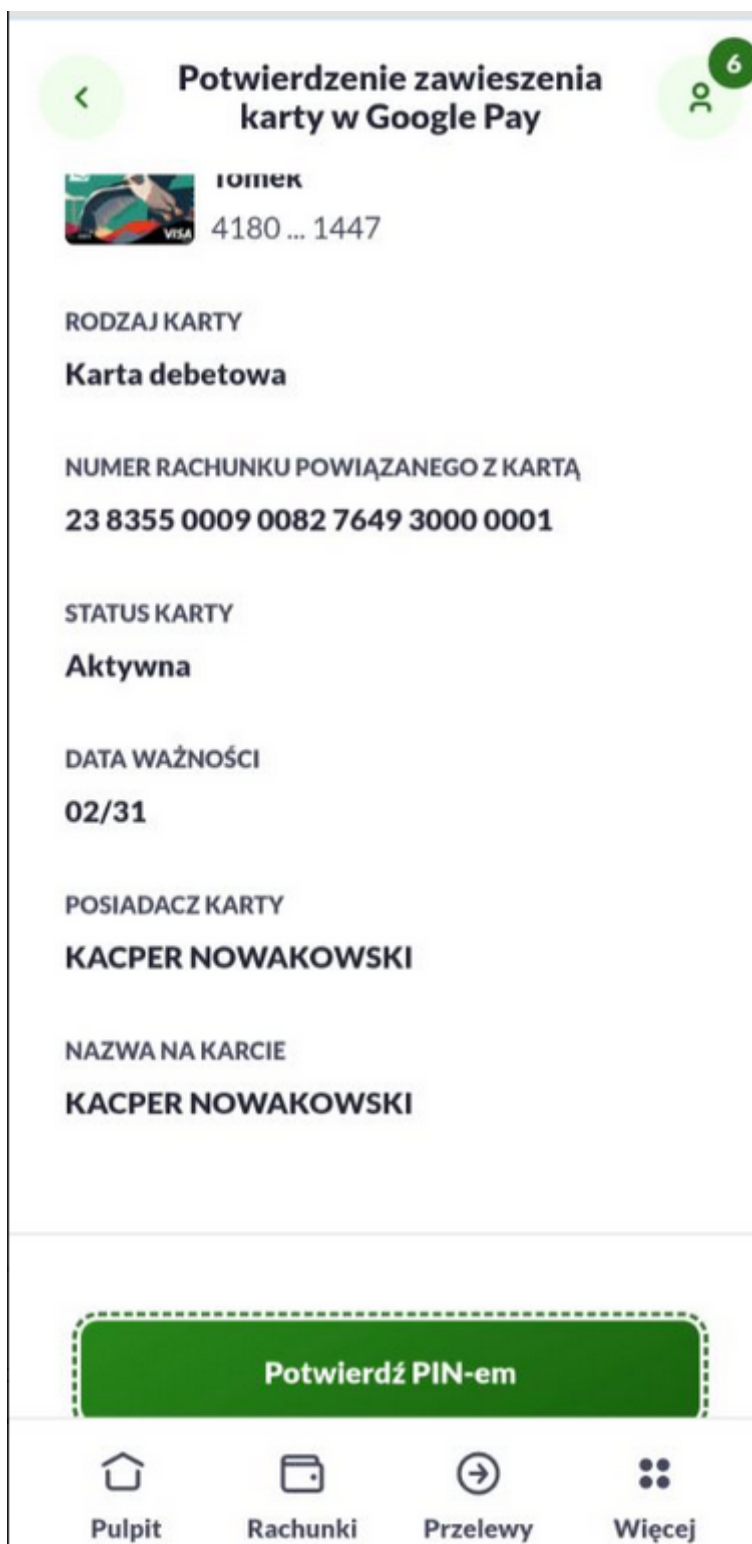 Potwierdzenie zawieszenia
karty w Google Pay
6
Tomek
VISA
4180 ... 1447
RODZAJ KARTY
Karta debetowa
NUMER RACHUNKU POWIĄZANEGO Z KARTĄ
23 8355 0009 0082 7649 3000 0001
STATUS KARTY
Aktywna
DATA WAŻNOŚCI
02/31
POSIADACZ KARTY
KACPER NOWAKOWSKI
NAZWA NA KARCIE
KACPER NOWAKOWSKI
Potwierdź PIN-em
Pulpit Rachunki Przelewy Więcej